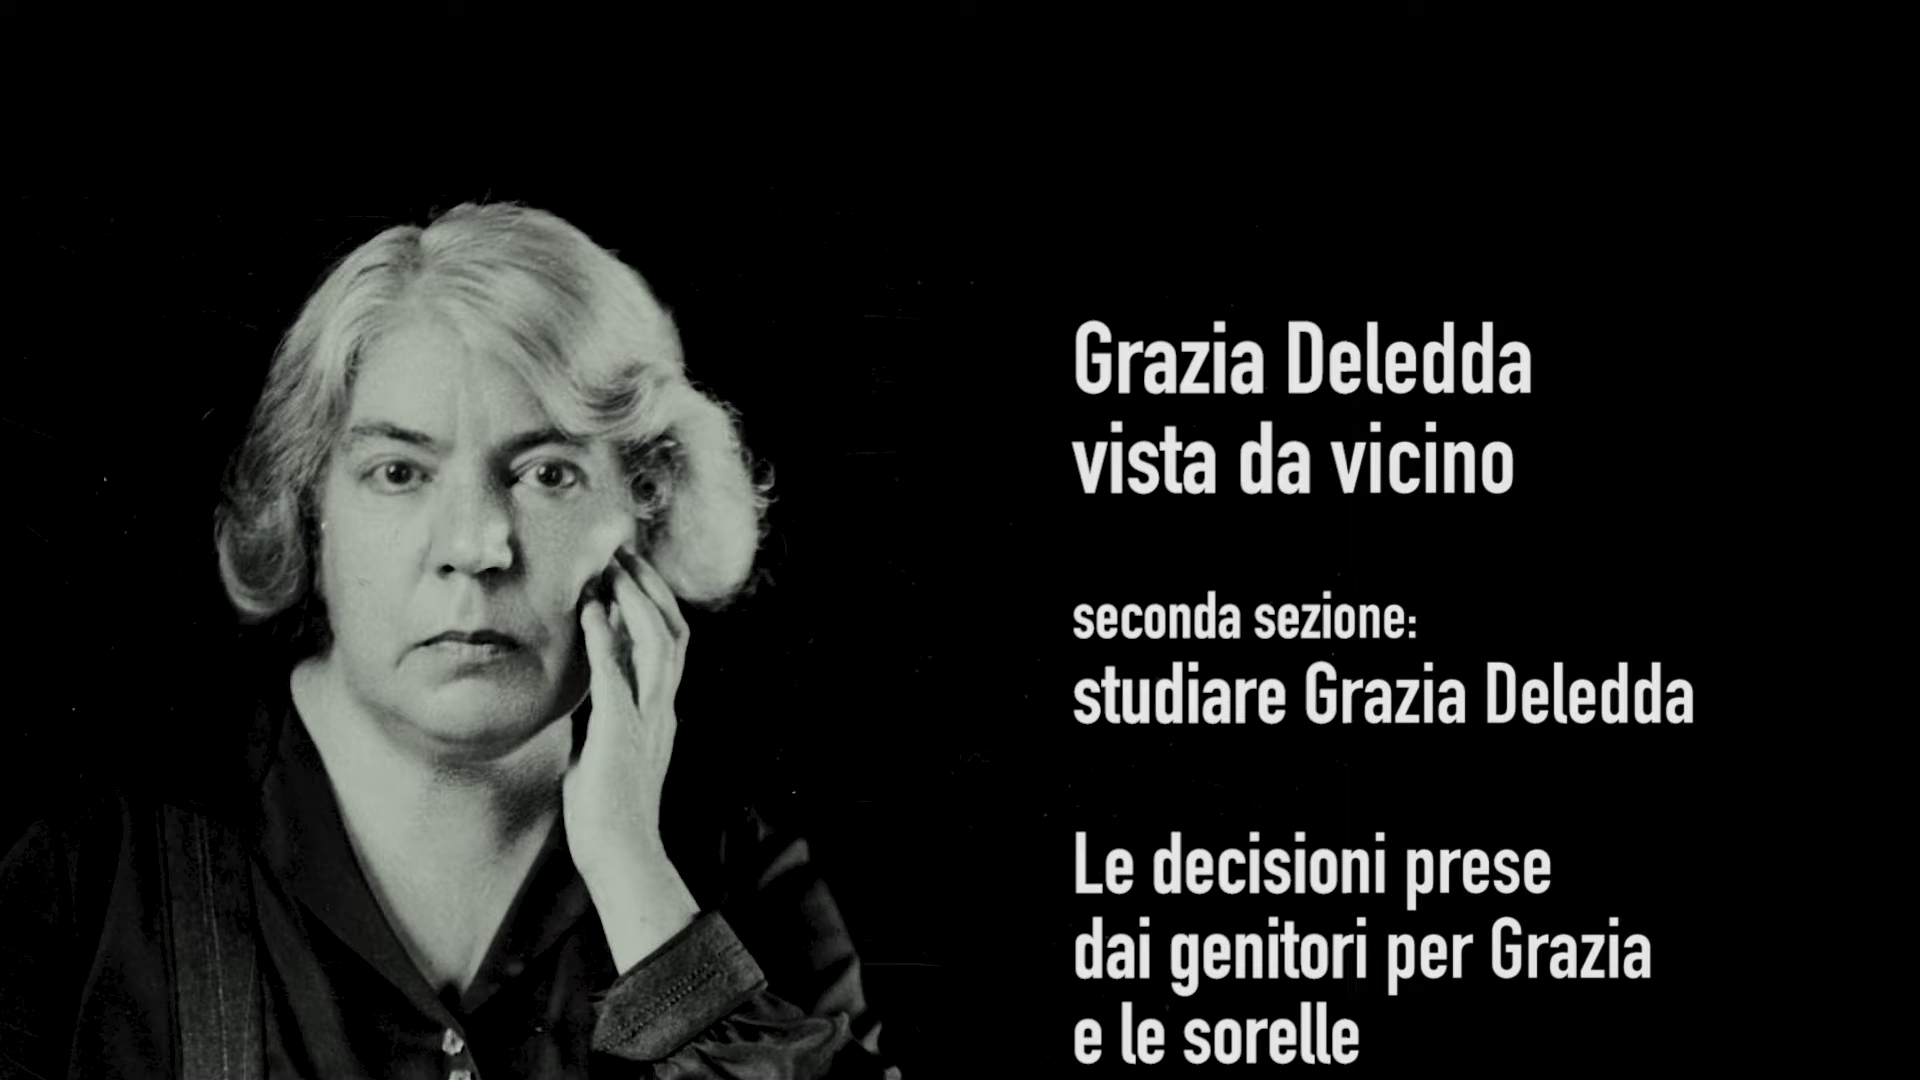 Grazia Deledda
vista da vicino
seconda sezione:
studiare Grazia Deledda
Le decisioni prese
dai genitori per Grazia
e le sorelle